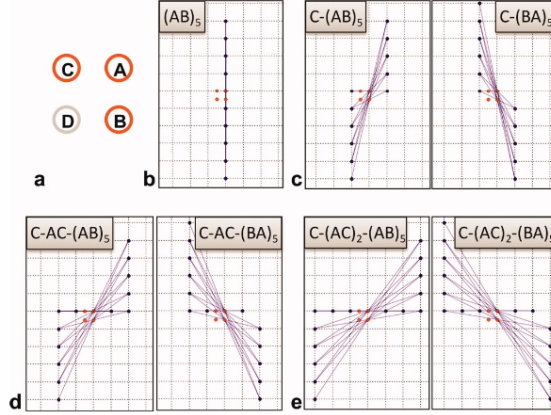 C A
D B
a
(AB)₅
b
C-(AB)₅
C-(BA)₅
c
C-AC-(AB)₅
C-AC-(BA)₅
d
C-(AC)₂-(AB)₅
C-(AC)₂-(BA)
e